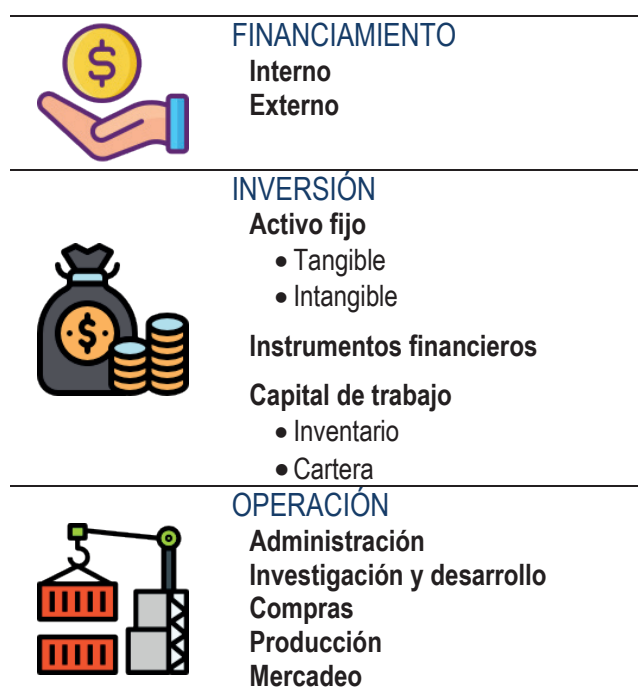 FINANCIAMIENTO
Interno
Externo
INVERSIÓN
Activo fijo
• Tangible
• Intangible
Instrumentos financieros
Capital de trabajo
• Inventario
• Cartera
OPERACIÓN
Administración
Investigación y desarrollo
Compras
Producción
Mercadeo